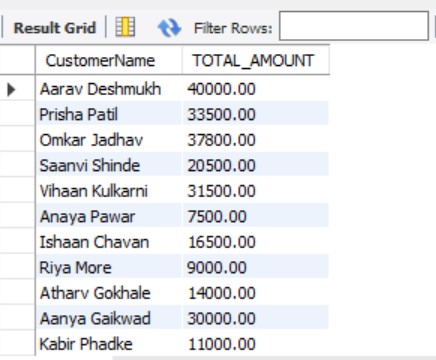 Result Grid Filter Rows:
CustomerName TOTAL_AMOUNT
Aarav Deshmukh 40000.00
Prisha Patil 33500.00
Omkar Jadhav 37800.00
Saanvi Shinde 20500.00
Vihaan Kulkarni 31500.00
Anaya Pawar 7500.00
Ishaan Chavan 16500.00
Riya More 9000.00
Atharv Gokhale 14000.00
Aanya Gaikwad 30000.00
Kabir Phadke 11000.00